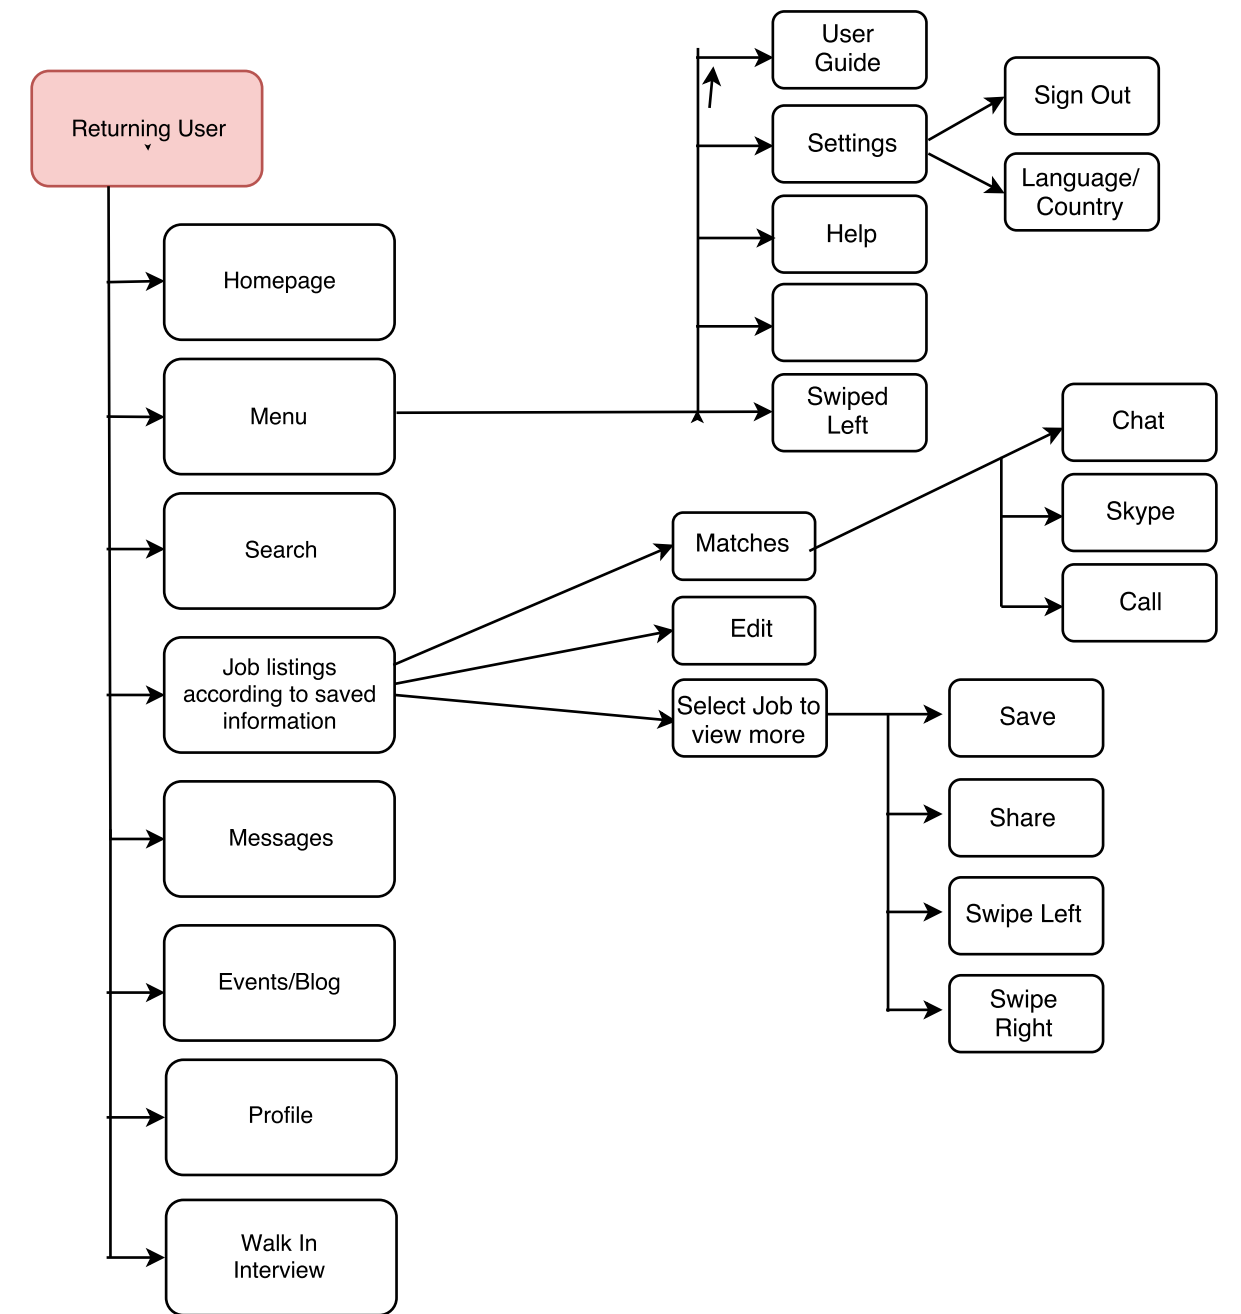 Returning User
Homepage
Menu
Search
Job listings
according to saved
information
Messages
Events/Blog
Profile
Walk In
Interview
User
Guide
Settings
Help
Swiped
Left
Sign Out
Language/
Country
Matches
Edit
Select Job to
view more
Chat
Skype
Call
Save
Share
Swipe Left
Swipe
Right